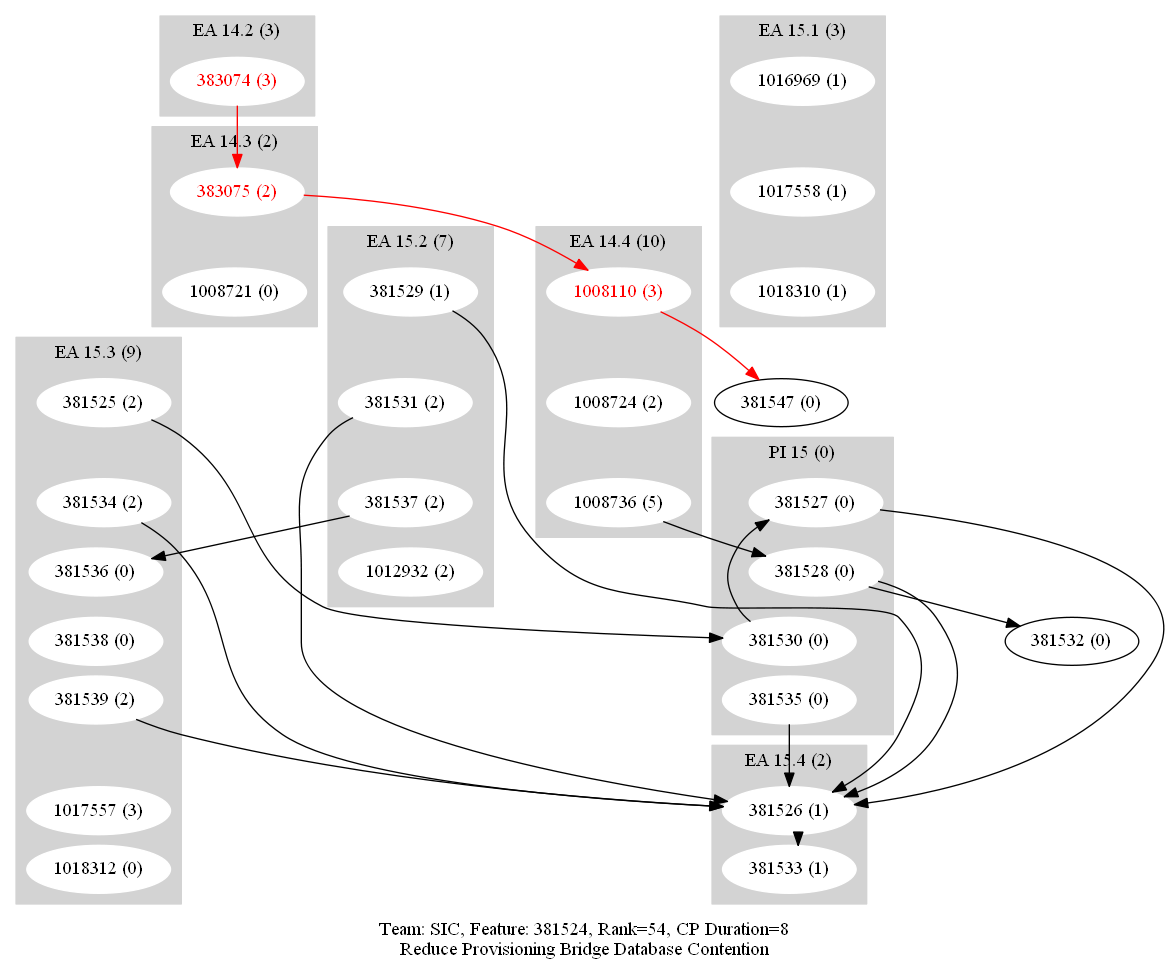 EA 14.2 (3)
383074 (3)
EA 14.3 (2)
383075 (2)
1008721 (0)
EA 15.1 (3)
1016969 (1)
1017558 (1)
1018310 (1)
EA 15.2 (7)
381529 (1)
381531 (2)
381537 (2)
1012932 (2)
EA 14.4 (10)
1008110 (3)
1008724 (2)
1008736 (5)
381547 (0)
EA 15.3 (9)
381525 (2)
381534 (2)
381536 (0)
381538 (0)
381539 (2)
1017557 (3)
1018312 (0)
PI 15 (0)
381527 (0)
381528 (0)
381530 (0)
381535 (0)
381532 (0)
EA 15.4 (2)
381526 (1)
381533 (1)
Team: SIC, Feature: 381524, Rank=54, CP Duration=8
Reduce Provisioning Bridge Database Contention